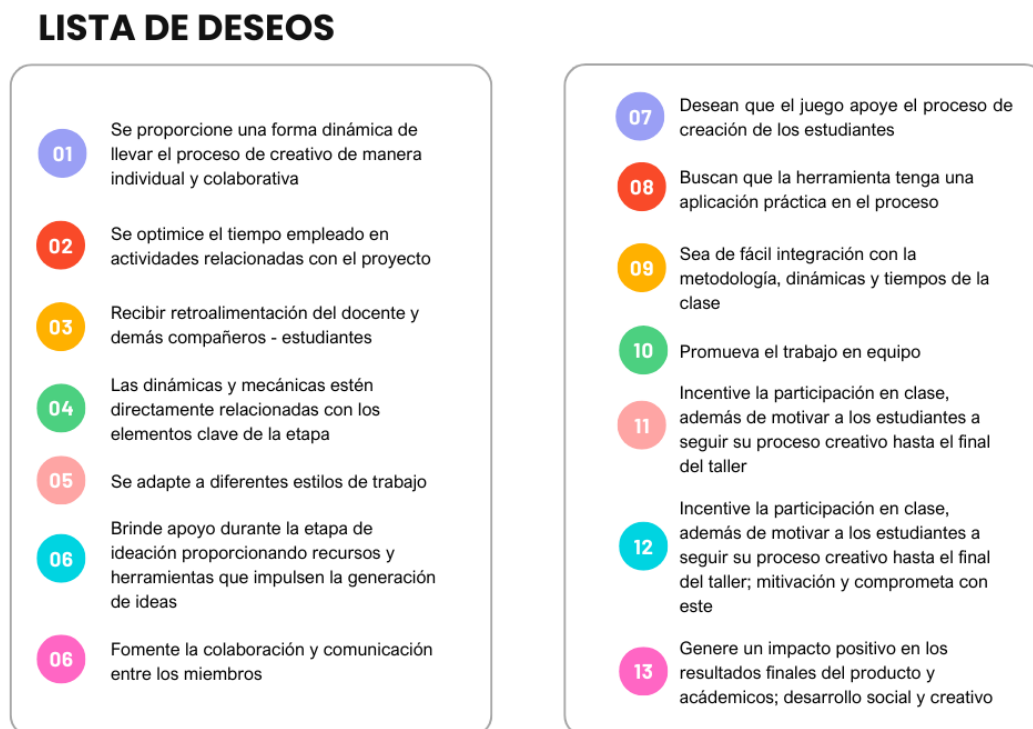 LISTA DE DESEOS
01
Se proporcione una forma dinámica de
llevar el proceso de creativo de manera
individual y colaborativa
02
Se optimice el tiempo empleado en
actividades relacionadas con el proyecto
03
Recibir retroalimentación del docente y
demás compañeros - estudiantes
04
Las dinámicas y mecánicas estén
directamente relacionadas con los
elementos clave de la etapa
05
Se adapte a diferentes estilos de trabajo
06
Brinde apoyo durante la etapa de
ideación proporcionando recursos y
herramientas que impulsen la generación
de ideas
06
Fomente la colaboración y comunicación
entre los miembros
07
Desean que el juego apoye el proceso de
creación de los estudiantes
08
Buscan que la herramienta tenga una
aplicación práctica en el proceso
09
Sea de fácil integración con la
metodología, dinámicas y tiempos de la
clase
10
Promueva el trabajo en equipo
11
Incentive la participación en clase,
además de motivar a los estudiantes a
seguir su proceso creativo hasta el final
del taller
12
Incentive la participación en clase,
además de motivar a los estudiantes a
seguir su proceso creativo hasta el final
del taller; mitivación y comprometa con
este
13
Genere un impacto positivo en los
resultados finales del producto y
acádemicos; desarrollo social y creativo